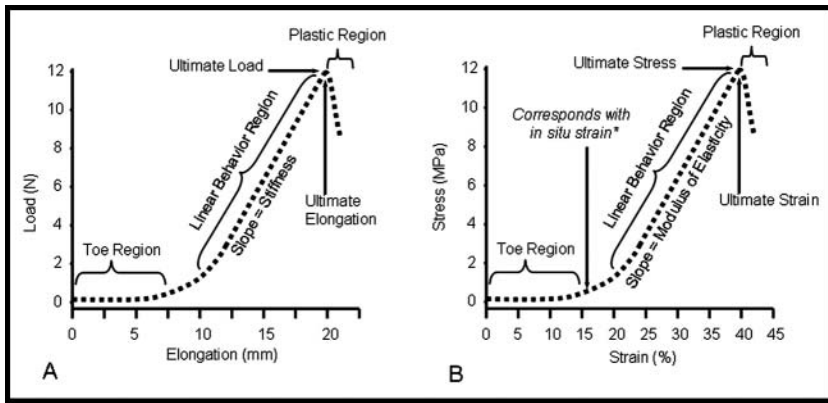 Plastic Region
Ultimate Load
12
10
8
6
4
2
0
Load (N)
Linear Behavior Region
Slope = Stiffness
Ultimate
Elongation
Toe Region
0 5 10 15 20
Elongation (mm)
A
Plastic Region
Ultimate Stress
12
10
8
6
4
2
0
Stress (MPa)
Corresponds with
in situ strain*
Linear Behavior Region
Slope = Modulus of Elasticity
Ultimate Strain
Toe Region
0 5 10 15 20 25 30 35 40 45
Strain (%)
B